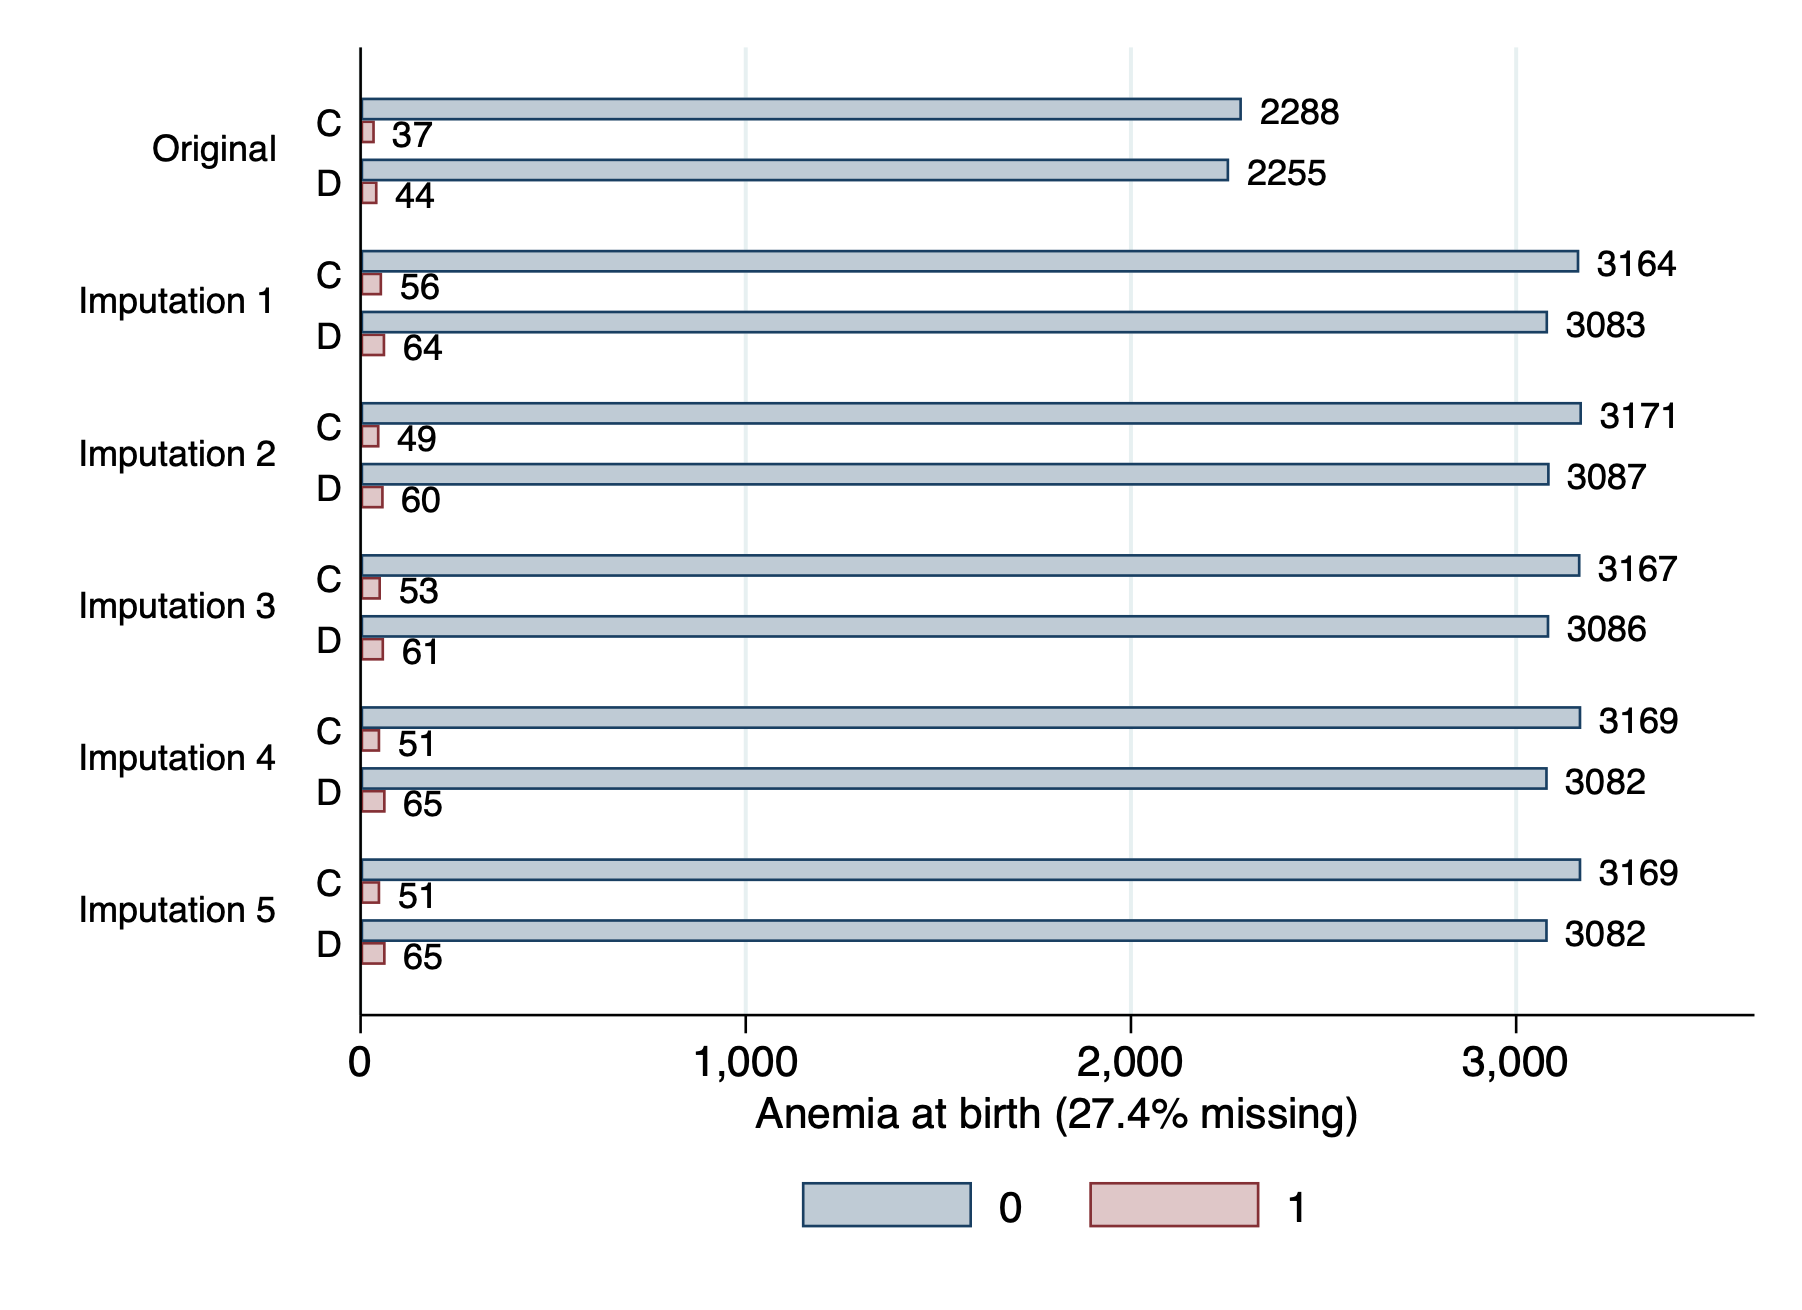 C 2288
37
Original
D 2255
44
C 3164
56
Imputation 1
D 3083
64
C 3171
49
Imputation 2
D 3087
60
C 3167
53
Imputation 3
D 3086
61
C 3169
51
Imputation 4
D 3082
65
C 3169
51
Imputation 5
D 3082
65
0 1,000 2,000 3,000
Anemia at birth (27.4% missing)
0 1